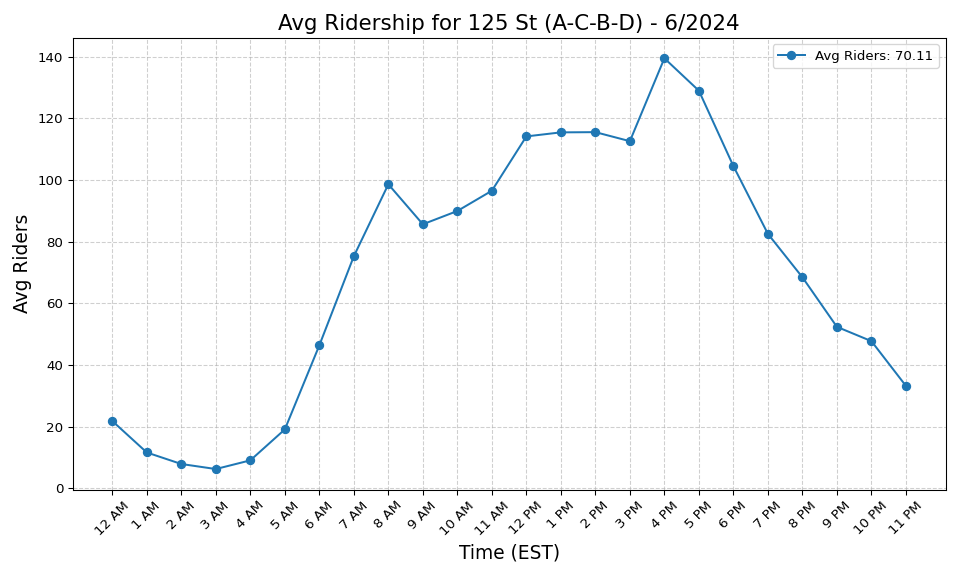 Avg Ridership for 125 St (A-C-B-D) - 6/2024
Avg Riders: 70.11
Avg Riders
140
120
100
80
60
40
20
0
12 AM
1 AM
2 AM
3 AM
4 AM
5 AM
6 AM
7 AM
8 AM
9 AM
10 AM
11 AM
12 PM
1 PM
2 PM
3 PM
4 PM
5 PM
6 PM
7 PM
8 PM
9 PM
10 PM
11 PM
Time (EST)